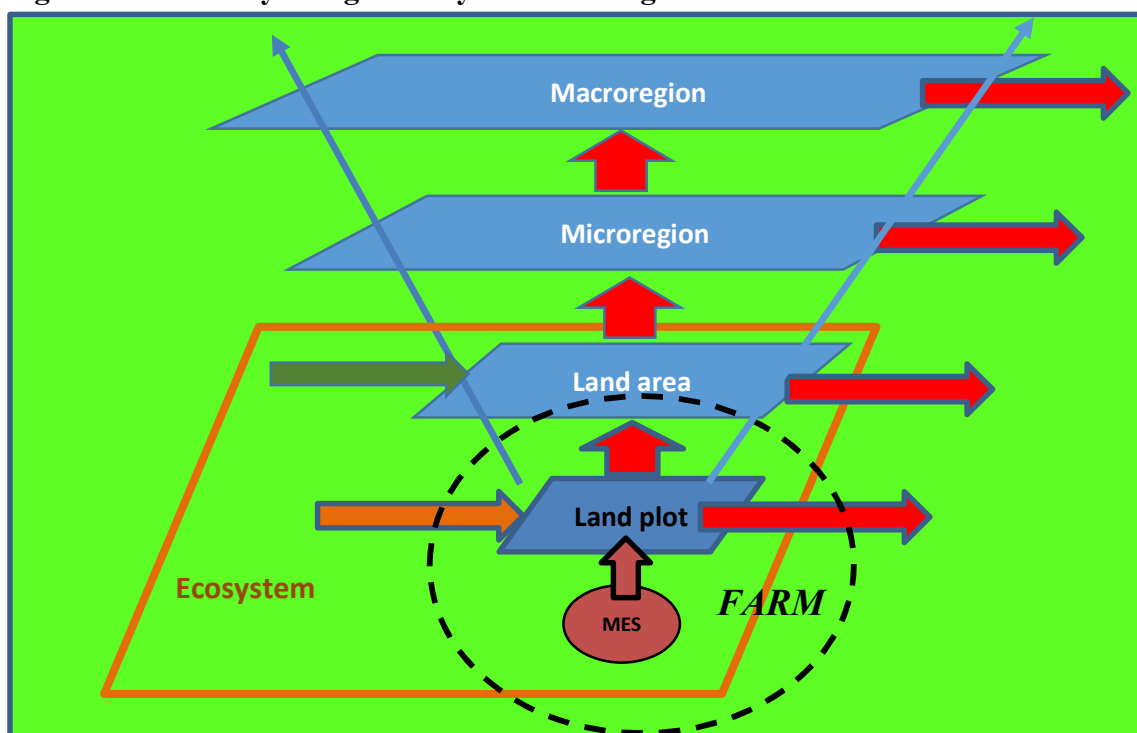 Macroregion
Microregion
Land area
Land plot
Ecosystem
FARM
MES